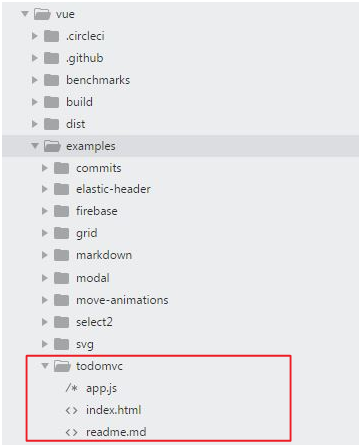 vue
.circleci
.github
benchmarks
build
dist
examples
commits
elastic-header
firebase
grid
markdown
modal
move-animations
select2
svg
todomvc
/* app.js
<> index.html
<> readme.md